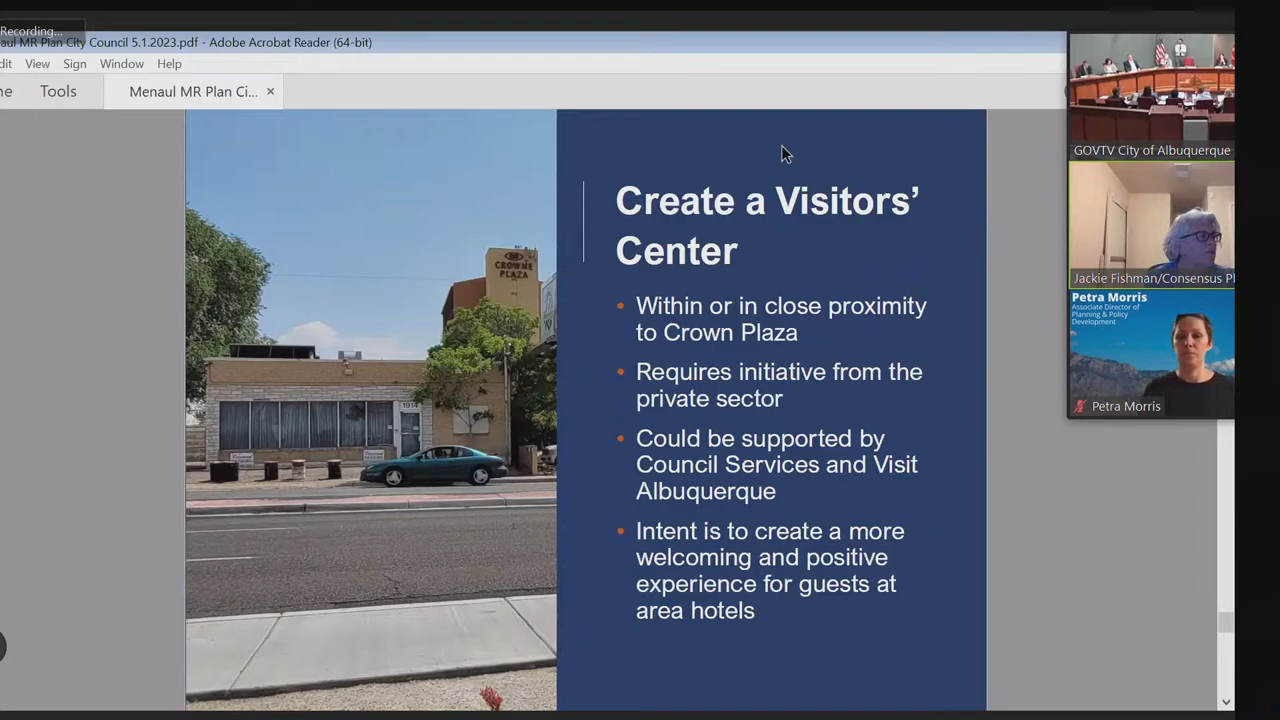 Recording...
aul MR Plan City Council 5.1.2023.pdf - Adobe Acrobat Reader (64-bit)
dit View Sign Window Help
me Tools Menaul MR Plan Ci... ×
CROWNE
PLAZA
1914
Create a Visitors’
Center
• Within or in close proximity
to Crown Plaza
• Requires initiative from the
private sector
• Could be supported by
Council Services and Visit
Albuquerque
• Intent is to create a more
welcoming and positive
experience for guests at
area hotels
GOVTV City of Albuquerque
Jackie Fishman/Consensus Pl
Petra Morris
Associate Director of
Planning & Policy
Development
Petra Morris